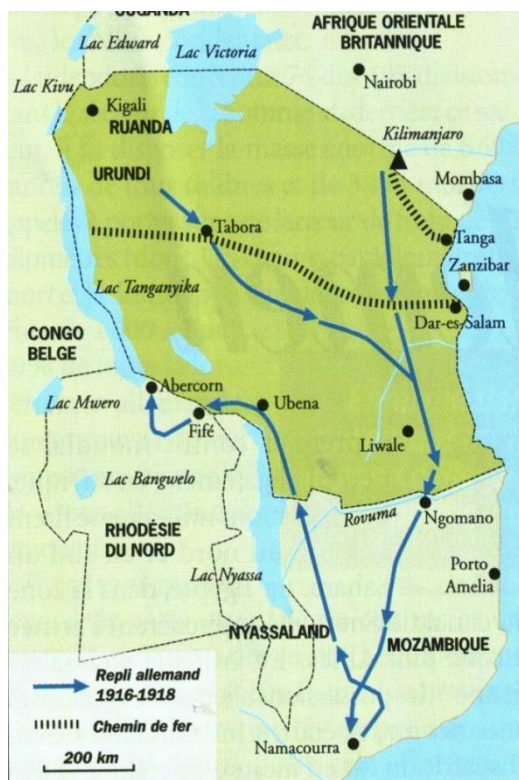 OUGANDA
Lac Edward
Lac Victoria
AFRIQUE ORIENTALE
BRITANNIQUE
Lac Kivu
Nairobi
Kigali
RUANDA
Kilimanjaro
URUNDI
Mombasa
Tabora
Tanga
Zanzibar
Lac Tanganyika
Dar-es-Salam
CONGO
BELGE
Abercorn
Lac Mwero
Ubena
Fifé
Liwale
Lac Bangwelo
Rovuma
Ngomano
RHODÉSIE
DU NORD
Porto
Amelia
Lac Nyassa
NYASSALAND
MOZAMBIQUE
Repli allemand
1916-1918
Chemin de fer
Namacourra
200 km